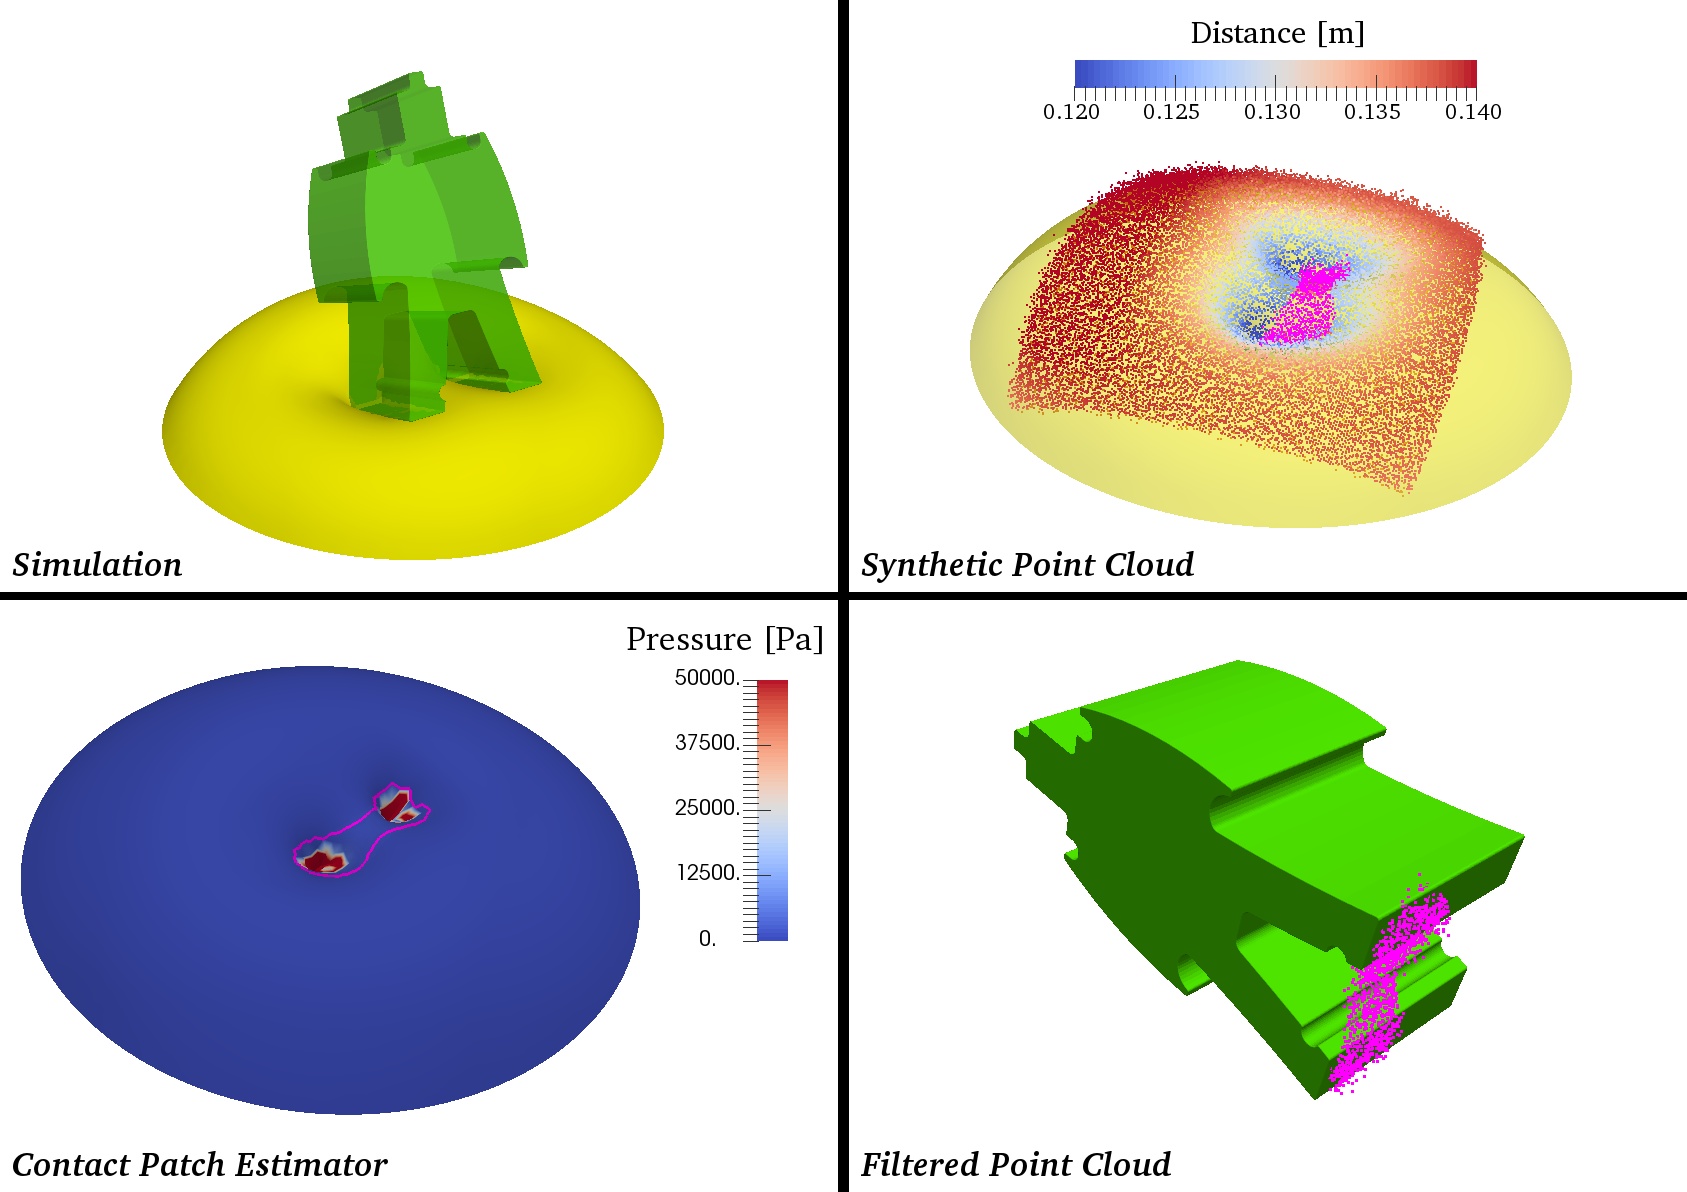 Simulation
Distance [m]
0.120 0.125 0.130 0.135 0.140
Synthetic Point Cloud
Pressure [Pa]
50000.
37500.
25000.
12500.
0.
Contact Patch Estimator
Filtered Point Cloud